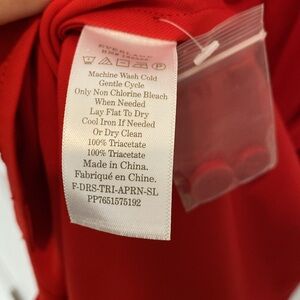 EVERLANE
Machine Wash Cold
Gentle Cycle
Only Non Chlorine Bleach
When Needed
Lay Flat To Dry
Cool Iron If Needed
Or Dry Clean
100% Triacetate
100% Triacetate
Made in China.
Fabriqué en Chine.
F-DRS-TRI-APRN-SL
PP7651575192